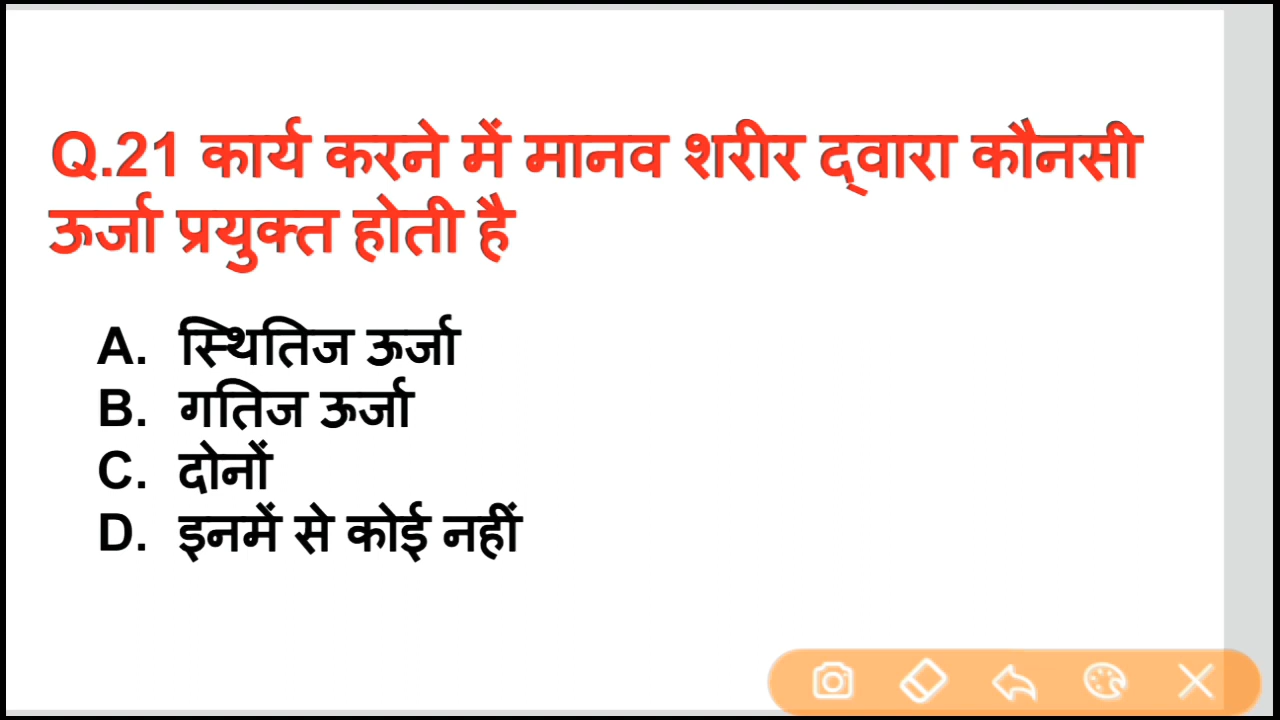 Q.21 कार्य करने में मानव शरीर द्वारा कौनसी
ऊर्जा प्रयुक्त होती है
A. स्थितिज ऊर्जा
B. गतिज ऊर्जा
C. दोनों
D. इनमें से कोई नहीं